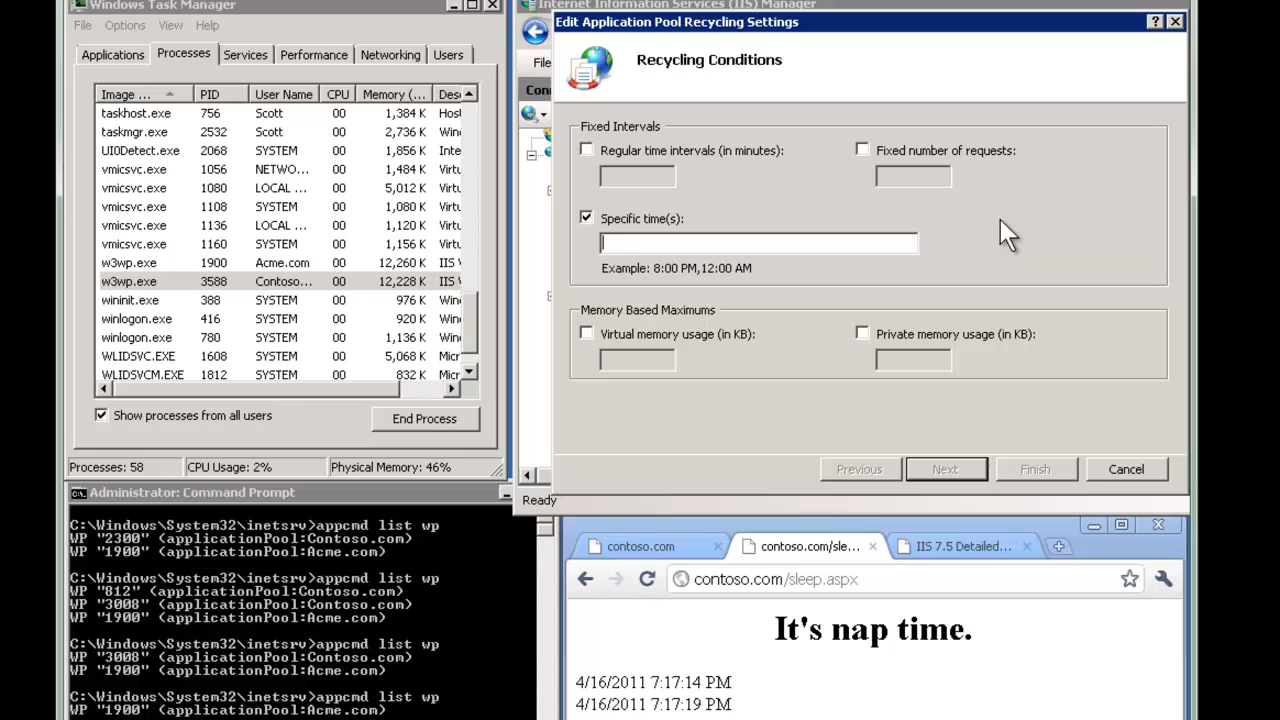 Windows Task Manager
File Options View Help
Applications Processes Services Performance Networking Users
Image ... PID User Name CPU Memory (... Desc
taskhost.exe 756 Scott 00 1,384 K Hos
taskmgr.exe 2532 Scott 00 2,736 K Winc
UI0Detect.exe 2068 SYSTEM 00 1,856 K Inte
vmicsvc.exe 1056 NETWO... 00 1,484 K Virtu
vmicsvc.exe 1080 LOCAL ... 00 5,012 K Virtu
vmicsvc.exe 1108 SYSTEM 00 1,080 K Virtu
vmicsvc.exe 1136 LOCAL ... 00 1,120 K Virtu
vmicsvc.exe 1160 SYSTEM 00 1,156 K Virtu
w3wp.exe 1900 Acme.com 00 12,260 K IIS V
w3wp.exe 3588 Contoso... 00 12,228 K IIS V
wininit.exe 388 SYSTEM 00 976 K Winc
winlogon.exe 416 SYSTEM 00 920 K Winc
winlogon.exe 780 SYSTEM 00 1,136 K Winc
WLIDSVC.EXE 1608 SYSTEM 00 5,068 K Micr
WLIDSVCM.EXE 1812 SYSTEM 00 832 K Micr
Show processes from all users End Process
Processes: 58 CPU Usage: 2% Physical Memory: 46%
Internet Information Services (IIS) Manager
File
Con
Ready
Edit Application Pool Recycling Settings
Recycling Conditions
Fixed Intervals
Regular time intervals (in minutes): Fixed number of requests:
Specific time(s):
Example: 8:00 PM,12:00 AM
Memory Based Maximums
Virtual memory usage (in KB): Private memory usage (in KB):
Previous Next Finish Cancel
Administrator: Command Prompt
C:\Windows\System32\inetsrv>appcmd list wp
WP "2300" (applicationPool:Contoso.com)
WP "1900" (applicationPool:Acme.com)
C:\Windows\System32\inetsrv>appcmd list wp
WP "812" (applicationPool:Contoso.com)
WP "3008" (applicationPool:Contoso.com)
WP "1900" (applicationPool:Acme.com)
C:\Windows\System32\inetsrv>appcmd list wp
WP "3008" (applicationPool:Contoso.com)
WP "1900" (applicationPool:Acme.com)
C:\Windows\System32\inetsrv>appcmd list wp
WP "1900" (applicationPool:Acme.com)
contoso.com contoso.com/sle... IIS 7.5 Detailed...
contoso.com/sleep.aspx
It's nap time.
4/16/2011 7:17:14 PM
4/16/2011 7:17:19 PM